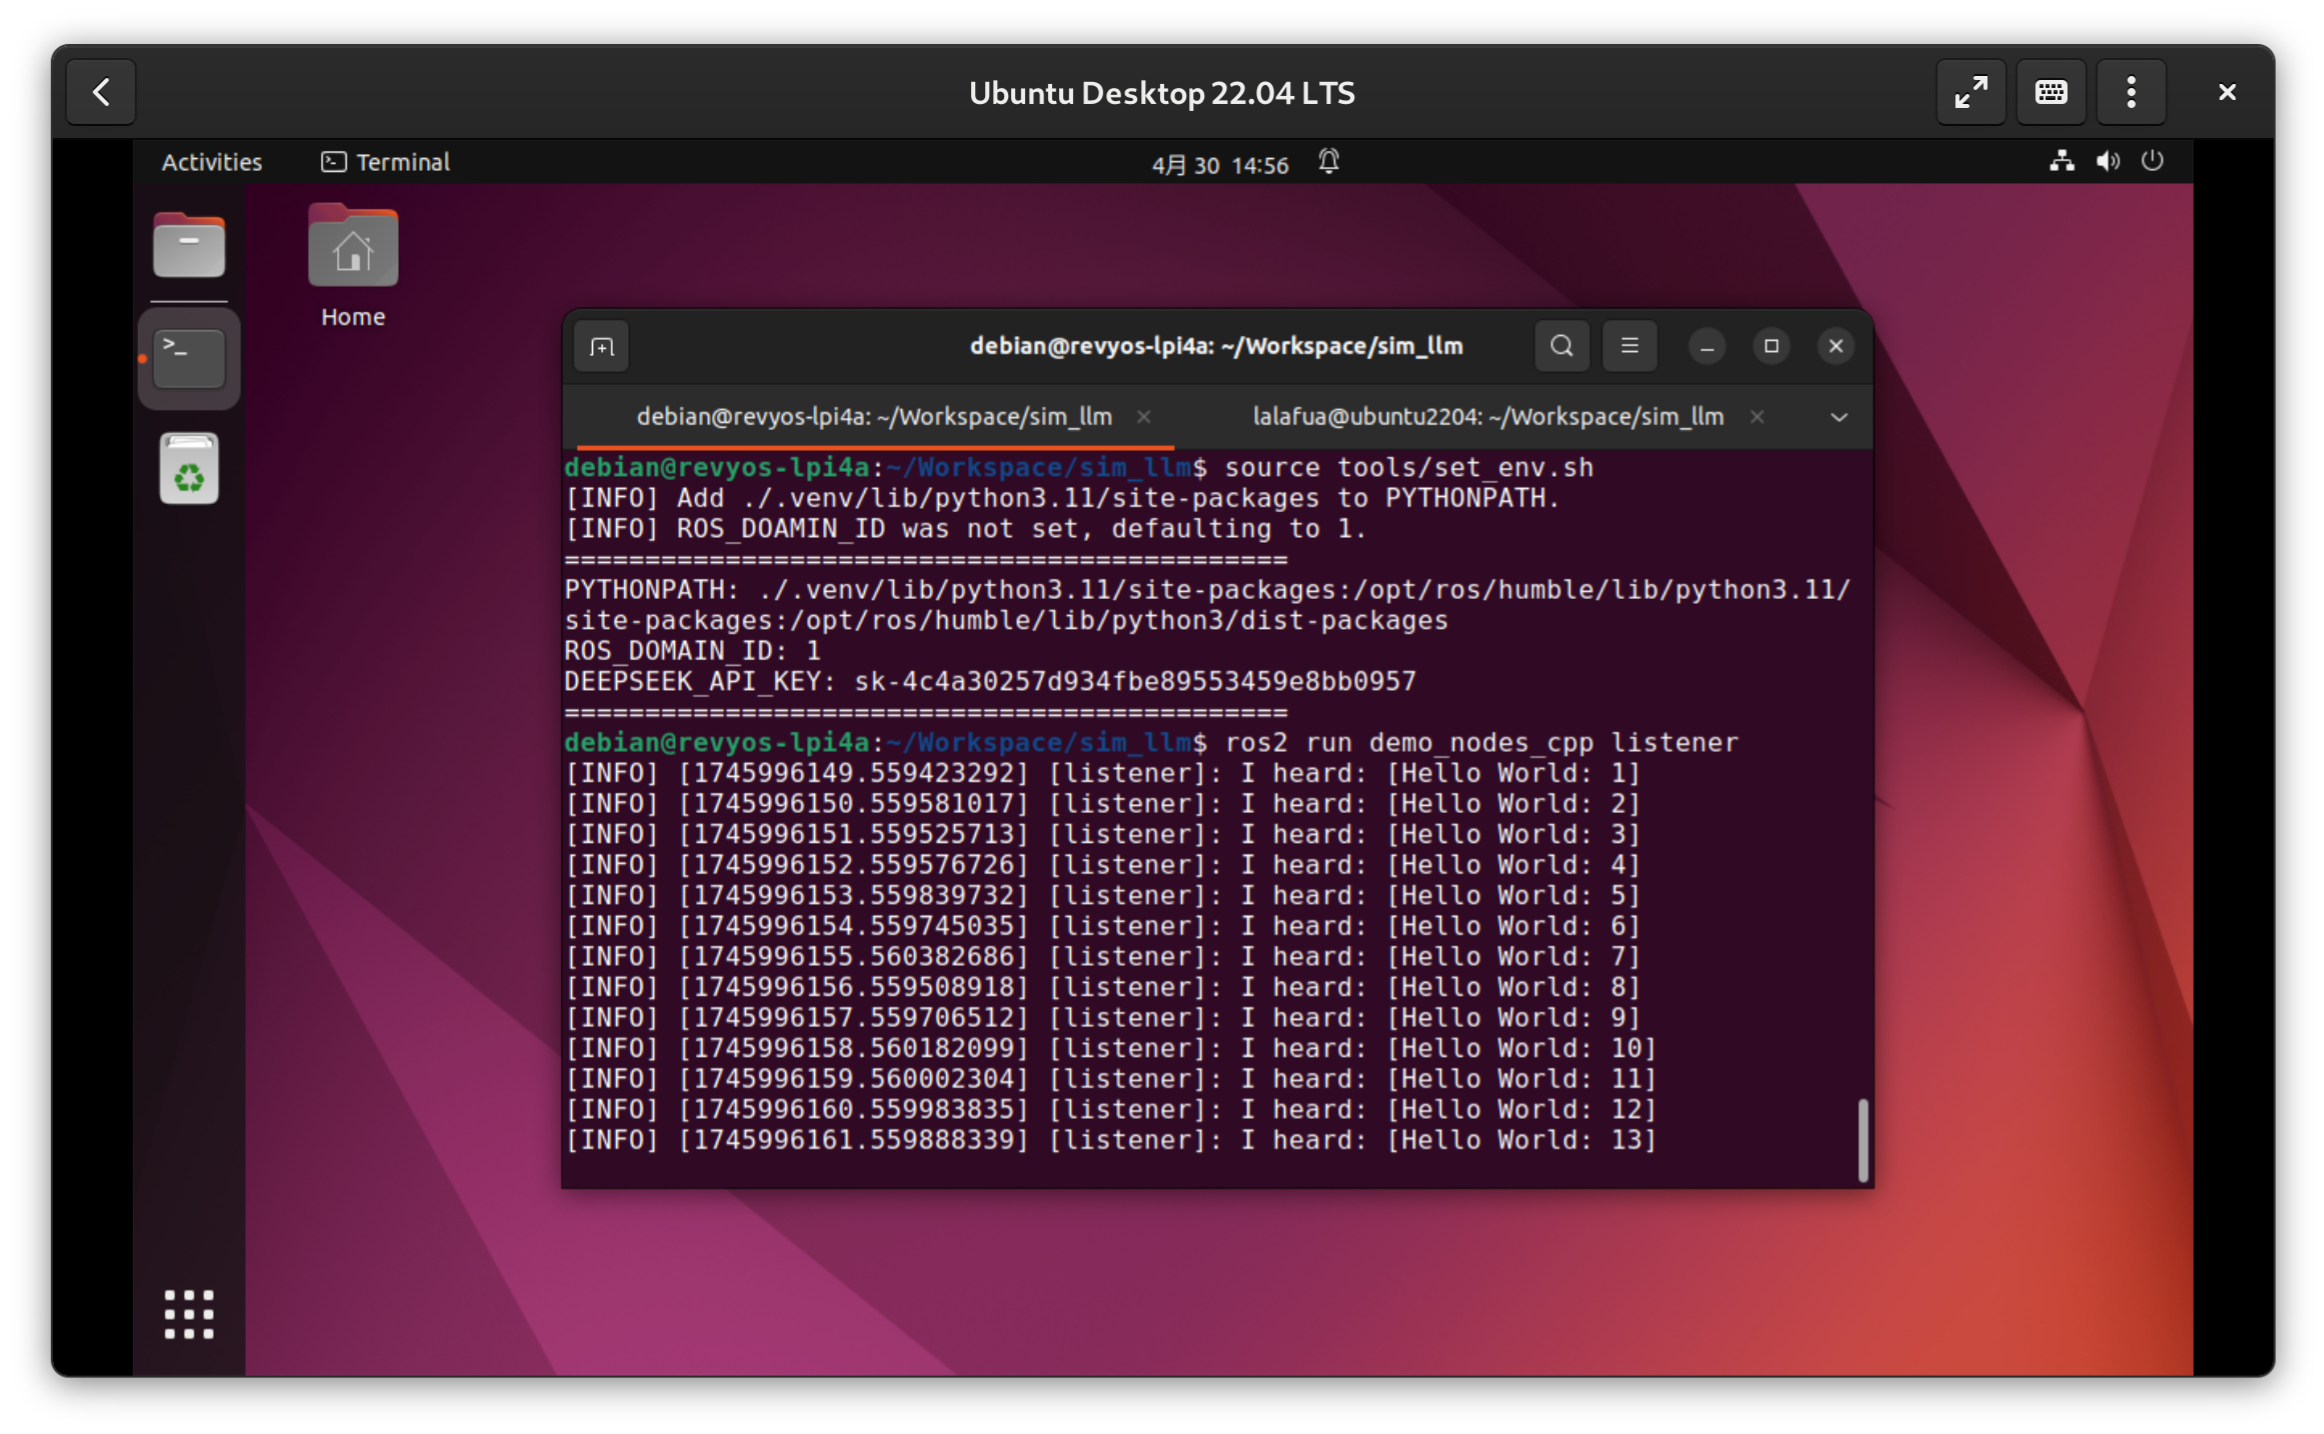 Ubuntu Desktop 22.04 LTS
Activities
Terminal
4月 30 14:56
Home
debian@revyos-lpi4a: ~/Workspace/sim_llm
debian@revyos-lpi4a: ~/Workspace/sim_llm
lalafua@ubuntu2204: ~/Workspace/sim_llm
debian@revyos-lpi4a:~/Workspace/sim_llm$ source tools/set_env.sh
[INFO] Add ./.venv/lib/python3.11/site-packages to PYTHONPATH.
[INFO] ROS_DOAMIN_ID was not set, defaulting to 1.
=============================================
PYTHONPATH: ./.venv/lib/python3.11/site-packages:/opt/ros/humble/lib/python3.11/
site-packages:/opt/ros/humble/lib/python3/dist-packages
ROS_DOMAIN_ID: 1
DEEPSEEK_API_KEY: sk-4c4a30257d934fbe89553459e8bb0957
=============================================
debian@revyos-lpi4a:~/Workspace/sim_llm$ ros2 run demo_nodes_cpp listener
[INFO] [1745996149.559423292] [listener]: I heard: [Hello World: 1]
[INFO] [1745996150.559581017] [listener]: I heard: [Hello World: 2]
[INFO] [1745996151.559525713] [listener]: I heard: [Hello World: 3]
[INFO] [1745996152.559576726] [listener]: I heard: [Hello World: 4]
[INFO] [1745996153.559839732] [listener]: I heard: [Hello World: 5]
[INFO] [1745996154.559745035] [listener]: I heard: [Hello World: 6]
[INFO] [1745996155.560382686] [listener]: I heard: [Hello World: 7]
[INFO] [1745996156.559508918] [listener]: I heard: [Hello World: 8]
[INFO] [1745996157.559706512] [listener]: I heard: [Hello World: 9]
[INFO] [1745996158.560182099] [listener]: I heard: [Hello World: 10]
[INFO] [1745996159.560002304] [listener]: I heard: [Hello World: 11]
[INFO] [1745996160.559983835] [listener]: I heard: [Hello World: 12]
[INFO] [1745996161.559888339] [listener]: I heard: [Hello World: 13]